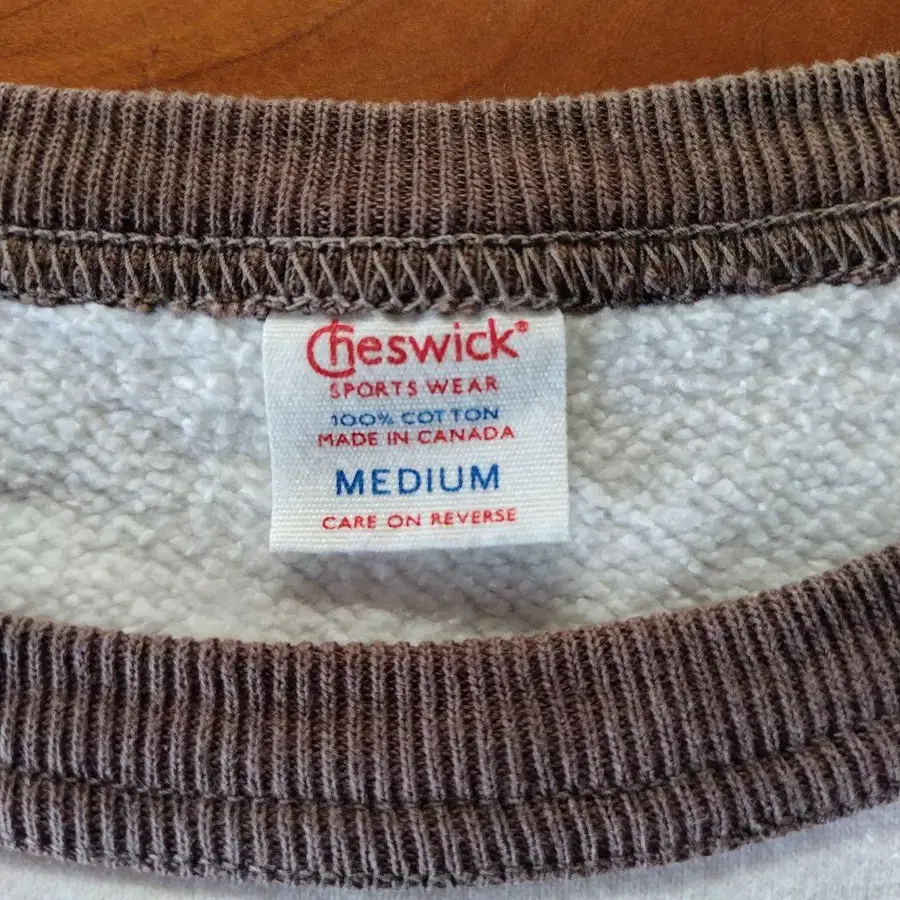 Cheswick®
SPORTS WEAR
100% COTTON
MADE IN CANADA
MEDIUM
CARE ON REVERSE